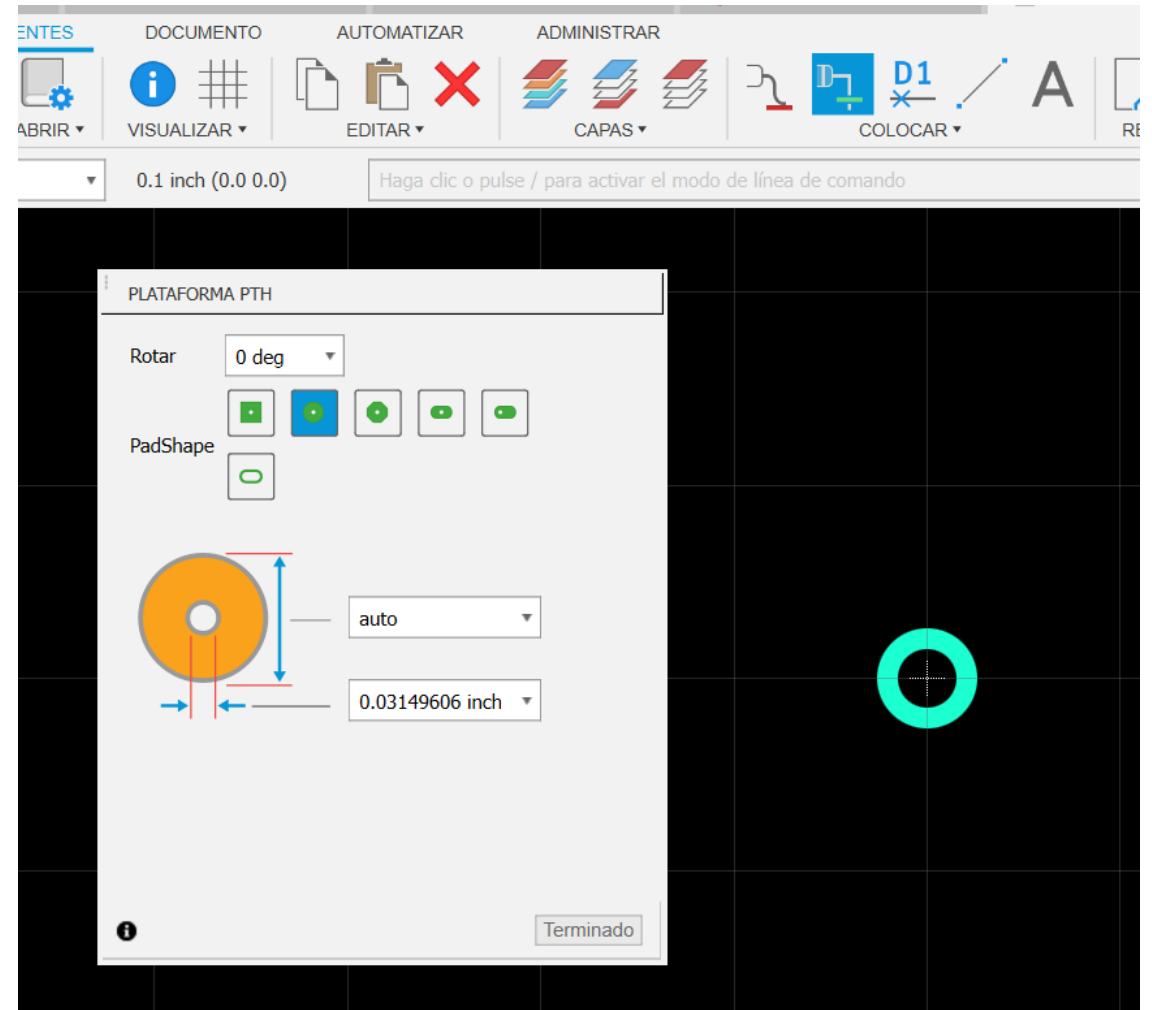 ENTES DOCUMENTO AUTOMATIZAR ADMINISTRAR
D D1 A
ABRIR ▾ VISUALIZAR ▾ EDITAR ▾ CAPAS ▾ COLOCAR ▾ RE
0.1 inch (0.0 0.0) Haga clic o pulse / para activar el modo de línea de comando
PLATAFORMA PTH
Rotar 0 deg
PadShape
auto
0.03149606 inch
Terminado